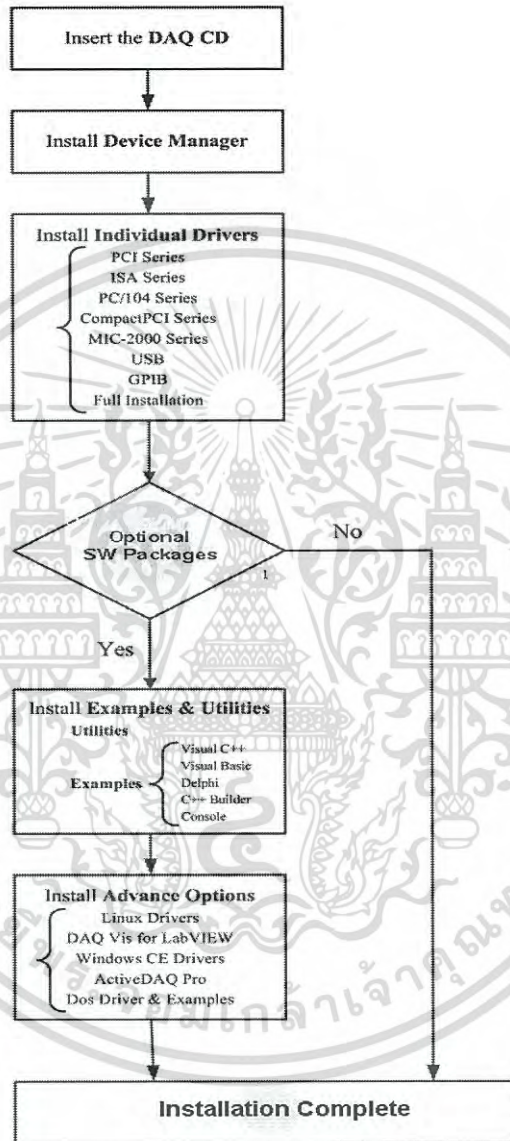 Insert the DAQ CD
Install Device Manager
Install Individual Drivers
PCI Series
ISA Series
PC/104 Series
CompactPCI Series
MIC-2000 Series
USB
GPIB
Full Installation
Optional
SW Packages
1
No
Yes
Install Examples & Utilities
Utilities
Examples
Visual C++
Visual Basic
Delphi
C++ Builder
Console
Install Advance Options
Linux Drivers
DAQ Vis for LabVIEW
Windows CE Drivers
ActiveDAQ Pro
Dos Driver & Examples
Installation Complete